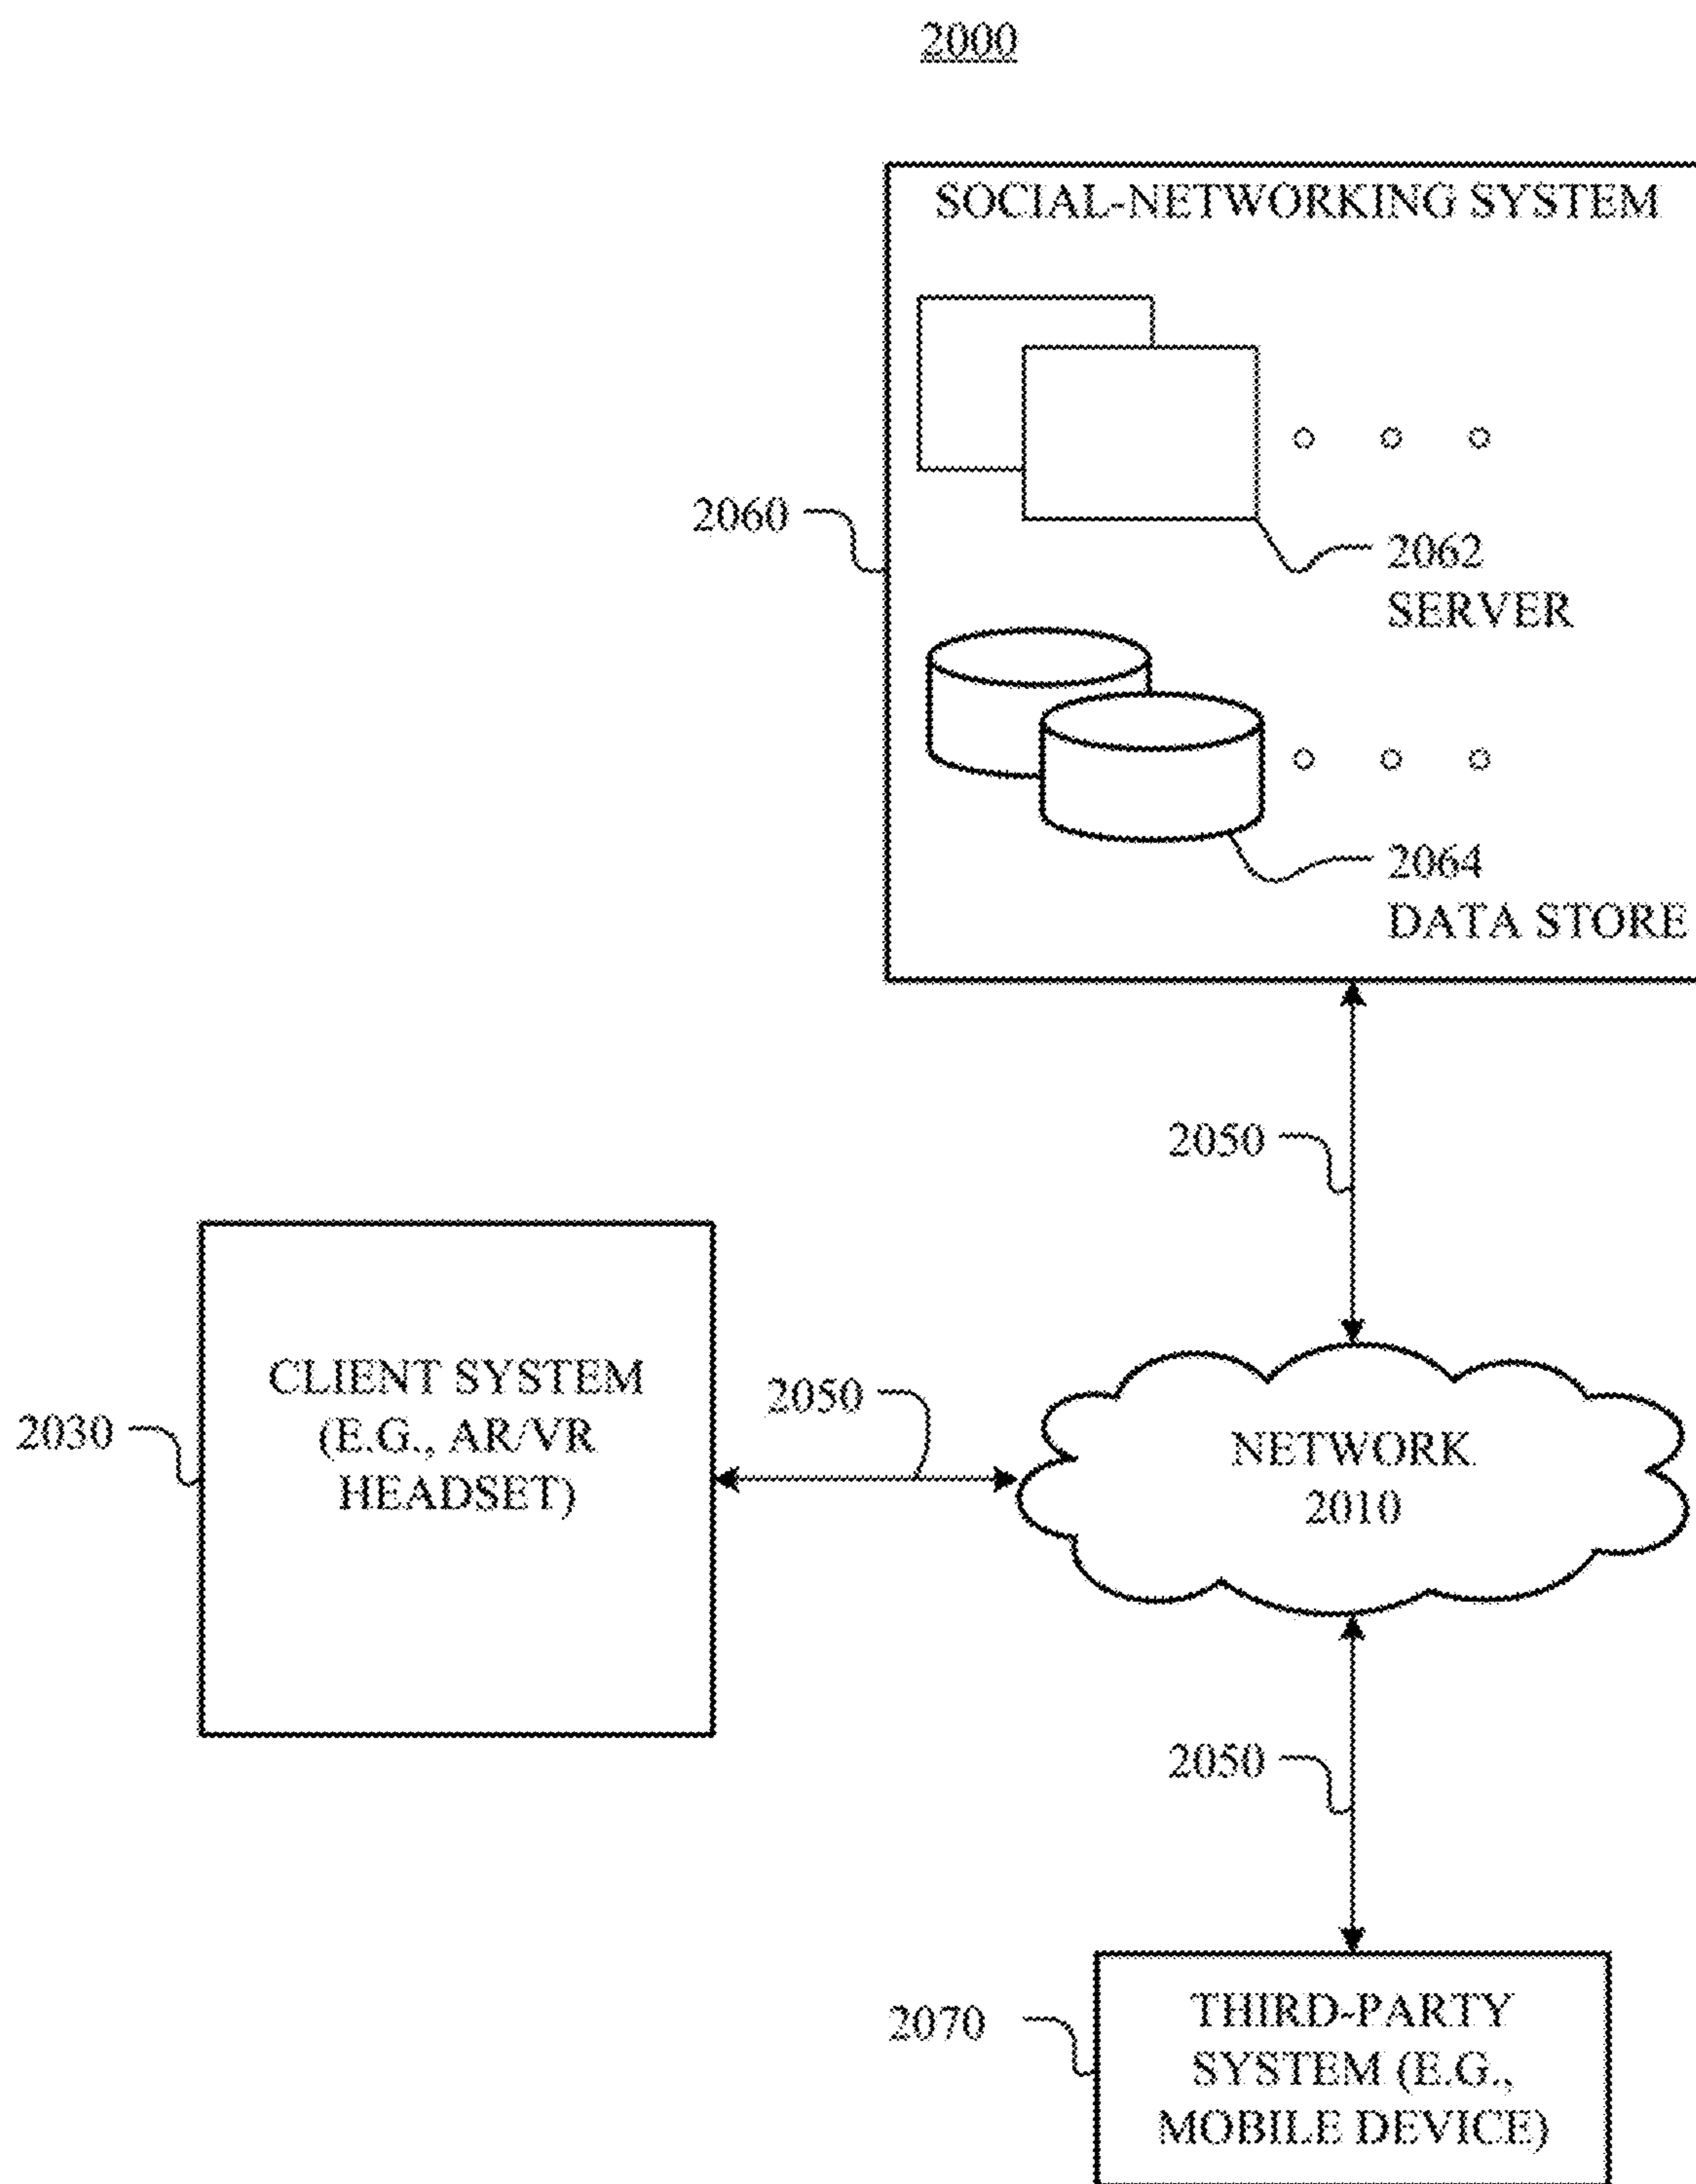 2000
SOCIAL-NETWORKING SYSTEM
2060
2062
SERVER
2064
DATA STORE
2050
CLIENT SYSTEM
(E.G., AR/VR
HEADSET)
2030
2050
NETWORK
2010
2050
2070
THIRD-PARTY
SYSTEM (E.G.,
MOBILE DEVICE)